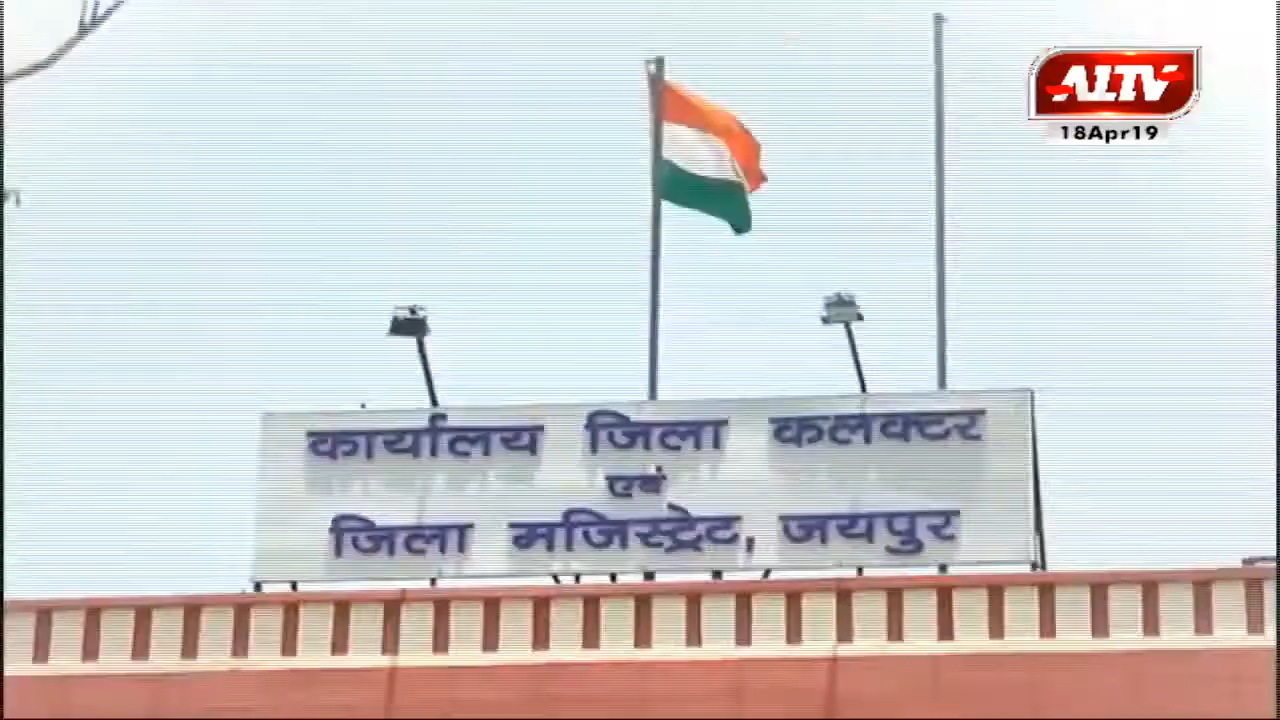 ALTV
18Apr19
कार्यालय जिला कलक्टर
एवं
जिला मजिस्ट्रेट, जयपुर